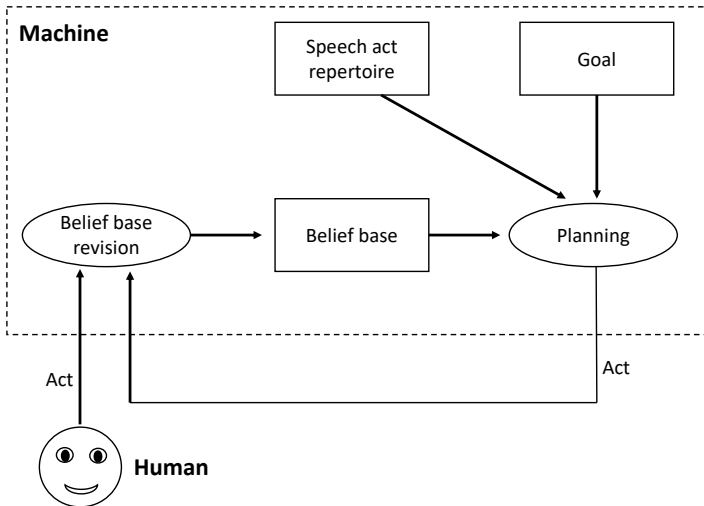 Machine
Speech act
repertoire
Goal
Belief base
revision
Belief base
Planning
Act
Act
Human